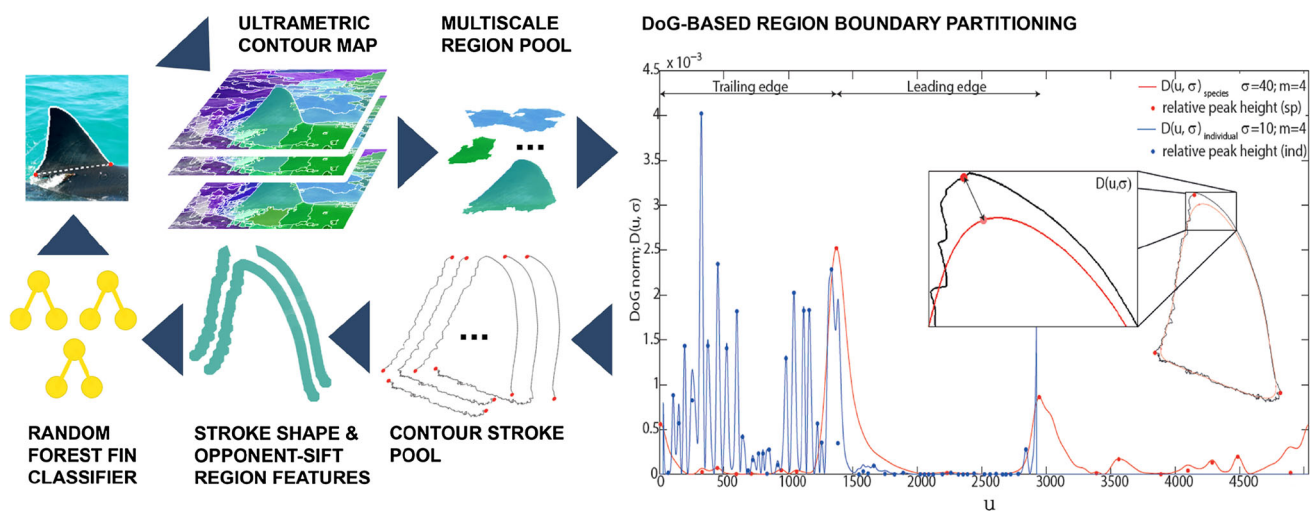 ULTRAMETRIC
CONTOUR MAP
MULTISCALE
REGION POOL
DoG-BASED REGION BOUNDARY PARTITIONING
RANDOM
FOREST FIN
CLASSIFIER
STROKE SHAPE &
OPPONENT-SIFT
REGION FEATURES
CONTOUR STROKE
POOL
x 10⁻³
4.5
4
3.5
3
2.5
2
1.5
1
0.5
0
DoG norm; D(u, σ)
Trailing edge
Leading edge
D(u, σ) species σ=40; m=4
relative peak height (sp)
D(u, σ) individual σ=10; m=4
relative peak height (ind)
D(u,σ)
0 500 1000 1500 2000 2500 3000 3500 4000 4500
u